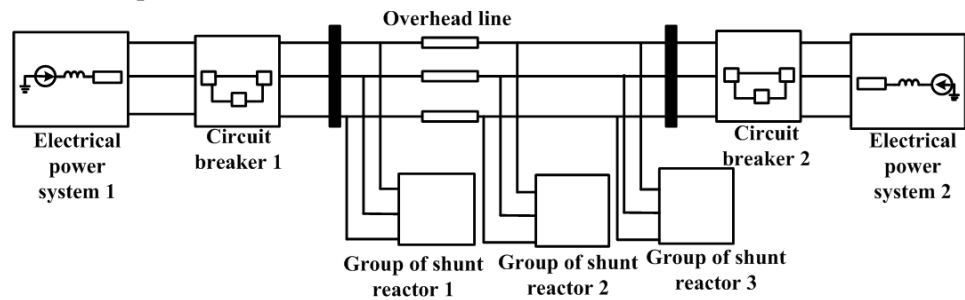 Overhead line
Electrical
power
system 1
Circuit
breaker 1
Circuit
breaker 2
Electrical
power
system 2
Group of shunt
reactor 1
Group of shunt
reactor 2
Group of shunt
reactor 3